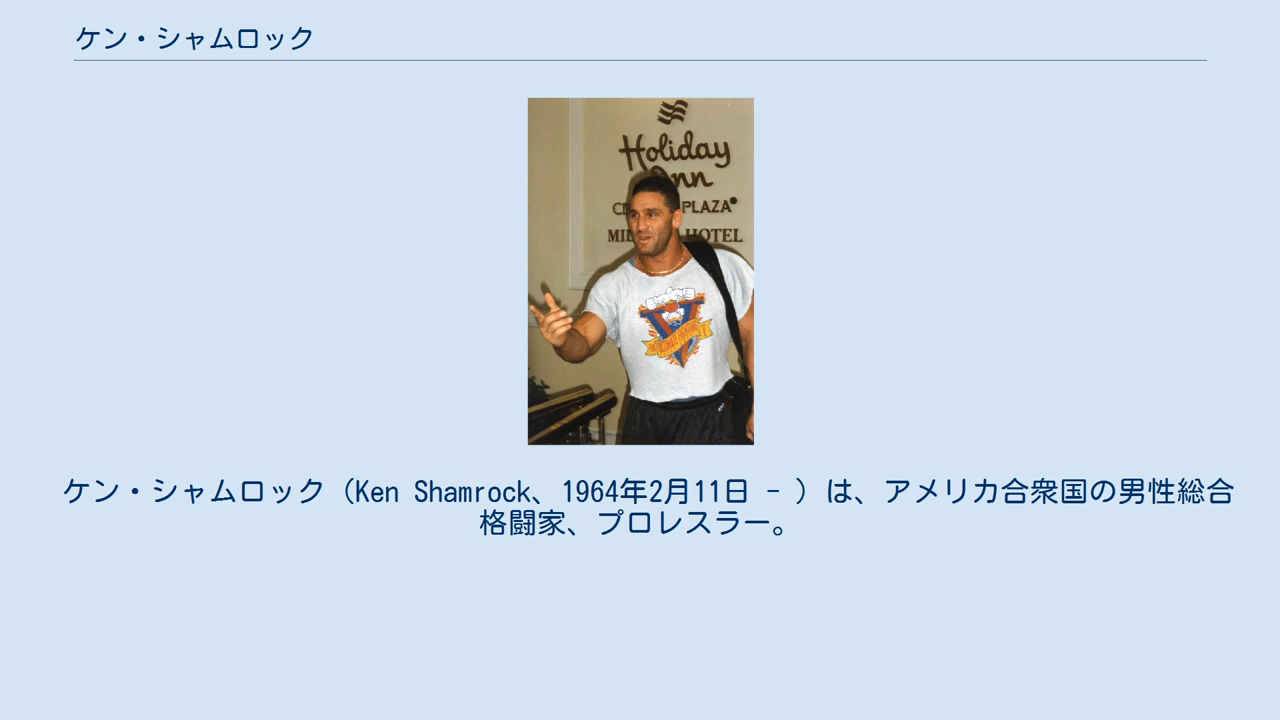 ケン・シャムロック
Holiday
Inn
PLAZA
HOTEL
ケン・シャムロック（Ken Shamrock、1964年2月11日 - ）は、アメリカ合衆国の男性総合
格闘家、プロレスラー。